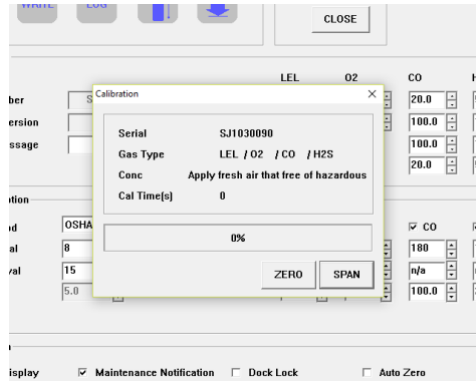 WRITE LOG
CLOSE
LEL O2 CO H
Calibration
Serial SJ1030090
Gas Type LEL / O2 / CO / H2S
Conc Apply fresh air that free of hazardous
Cal Time(s) 0
0%
ZERO SPAN
ber S 20.0
ersion 100.0
ssage 100.0
20.0
tion
od OSHA CO
al 8 180
val 15 n/a
5.0 100.0
n
isplay Maintenance Notification Dock Lock Auto Zero